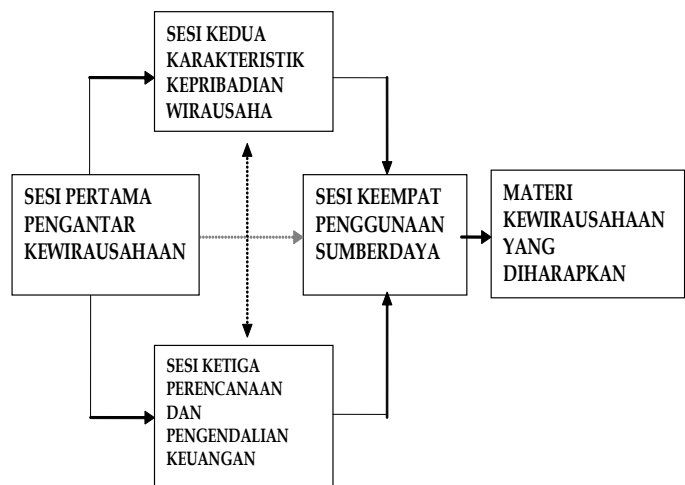 SESI KEDUA
KARAKTERISTIK
KEPRIBADIAN
WIRAUSAHA
SESI PERTAMA
PENGANTAR
KEWIRAUSAHAAN
SESI KEEMPAT
PENGGUNAAN
SUMBERDAYA
MATERI
KEWIRAUSAHAAN
YANG
DIHARAPKAN
SESI KETIGA
PERENCANAAN
DAN
PENGENDALIAN
KEUANGAN